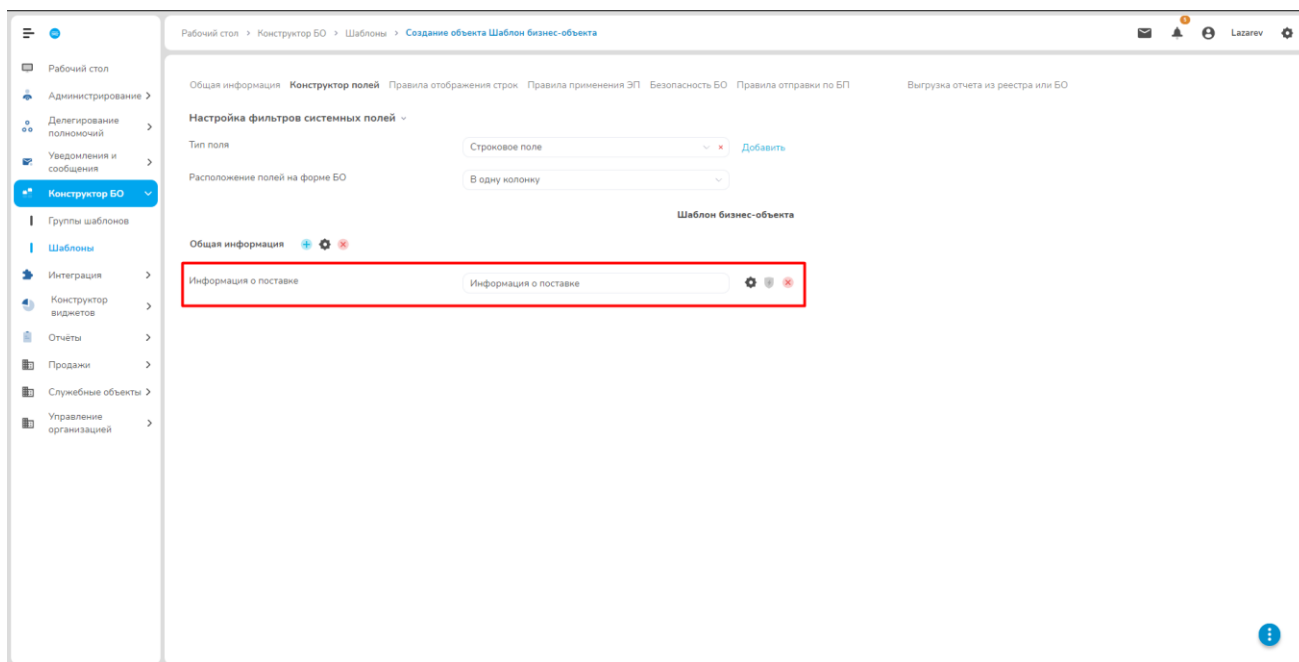 Рабочий стол > Конструктор БО > Шаблоны > Создание объекта Шаблон бизнес-объекта
Lazarev
Рабочий стол
Администрирование
Делегирование
полномочий
Уведомления и
сообщения
Конструктор БО
Группы шаблонов
Шаблоны
Интеграция
Конструктор
виджетов
Отчёты
Продажи
Служебные объекты
Управление
организацией
Общая информация Конструктор полей Правила отображения строк Правила применения ЭП Безопасность БО Правила отправки по БП Выгрузка отчета из реестра или БО
Настройка фильтров системных полей
Тип поля Строковое поле Добавить
Расположение полей на форме БО В одну колонку
Шаблон бизнес-объекта
Общая информация
Информация о поставке Информация о поставке